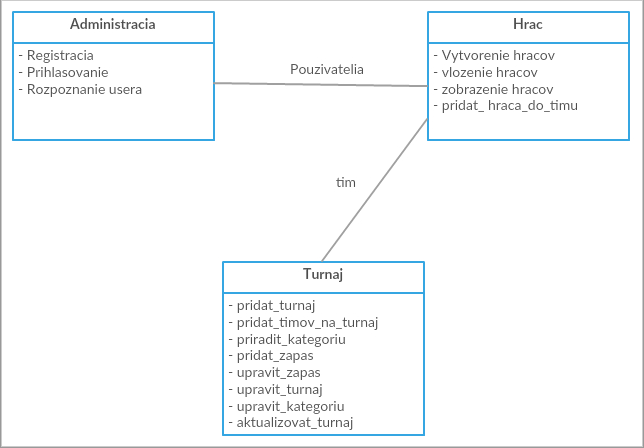 Administracia
- Registracia
- Prihlasovanie
- Rozpoznanie usera
Pouzivatelia
Hrac
- Vytvorenie hracov
- vlozenie hracov
- zobrazenie hracov
- pridat_ hraca_do_timu
tim
Turnaj
- pridat_turnaj
- pridat_timov_na_turnaj
- priradit_kategoriu
- pridat_zapas
- upravit_zapas
- upravit_turnaj
- upravit_kategoriu
- aktualizovat_turnaj